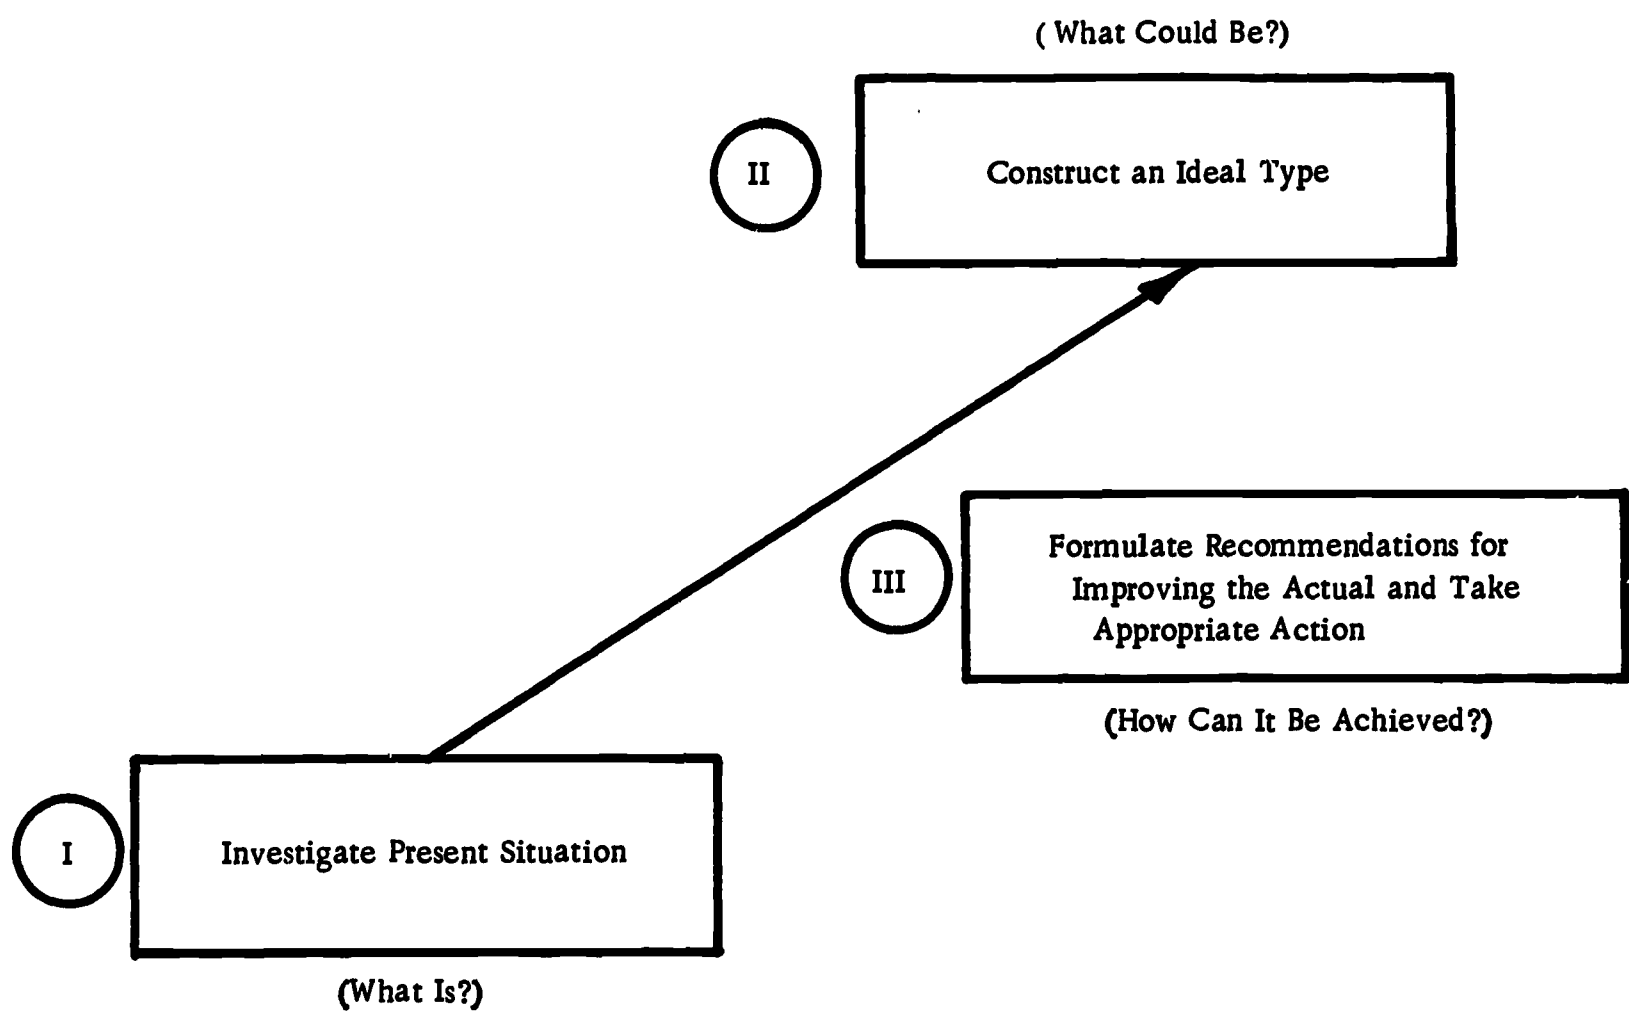 ( What Could Be?)
II
Construct an Ideal Type
III
Formulate Recommendations for
Improving the Actual and Take
Appropriate Action
(How Can It Be Achieved?)
I
Investigate Present Situation
(What Is?)